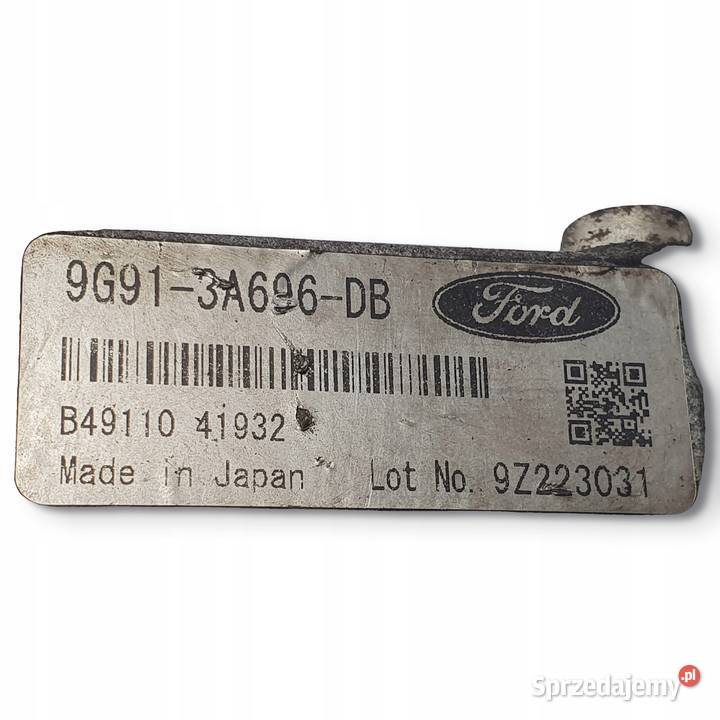 9G91-3A696-DB
Ford
B49110 41932
Made in Japan Lot No. 9Z223031
Sprzedajemy.pl